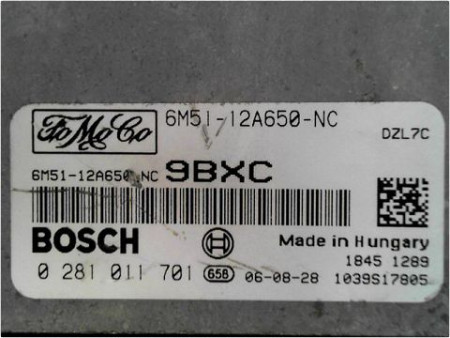 FoMoCo 6M51-12A650-NC
DZL7C
6M51-12A650-NC 9BXC
BOSCH
Made in Hungary
1845 1289
0 281 011 701 658 06-08-28 1039S17805